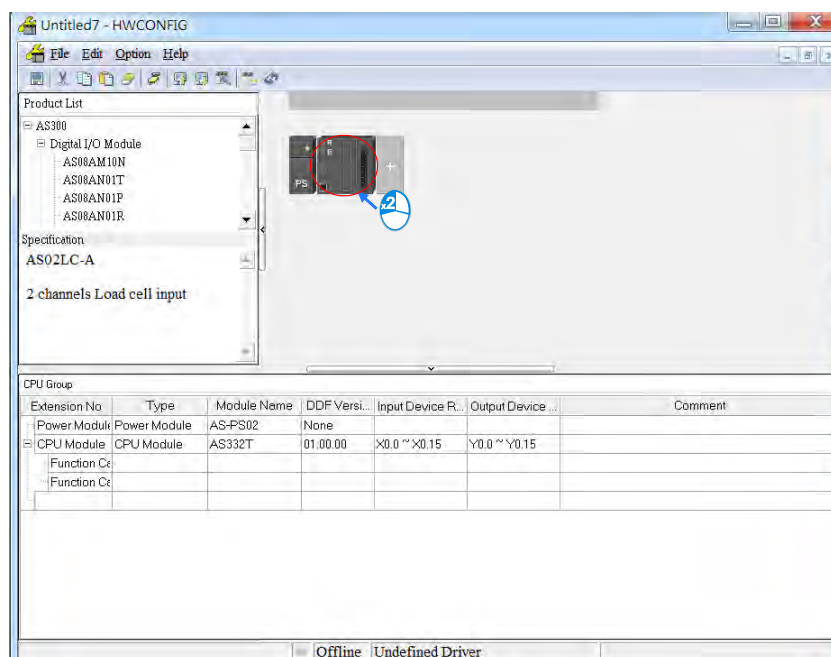 Untitled7 - HWCONFIG
File Edit Option Help
Product List
AS300
Digital I/O Module
AS08AM10N
AS08AN01T
AS08AN01P
AS08AN01R
Specification
AS02LC-A
2 channels Load cell input
PS
x2
CPU Group
Extension No Type Module Name DDF Versi... Input Device R... Output Device ... Comment
Power Module Power Module AS-PS02 None
CPU Module CPU Module AS332T 01.00.00 X0.0 ~ X0.15 Y0.0 ~ Y0.15
Function Ca
Function Ca
Offline Undefined Driver